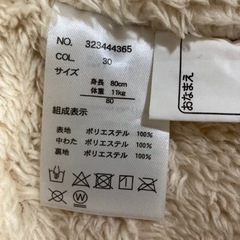 NO. 323444365
COL. 30
サイズ
身長 80cm
体重 11kg
80
組成表示
表地 ポリエステル 100%
中わた ポリエステル 100%
裏地 ポリエステル 100%
おなまえ